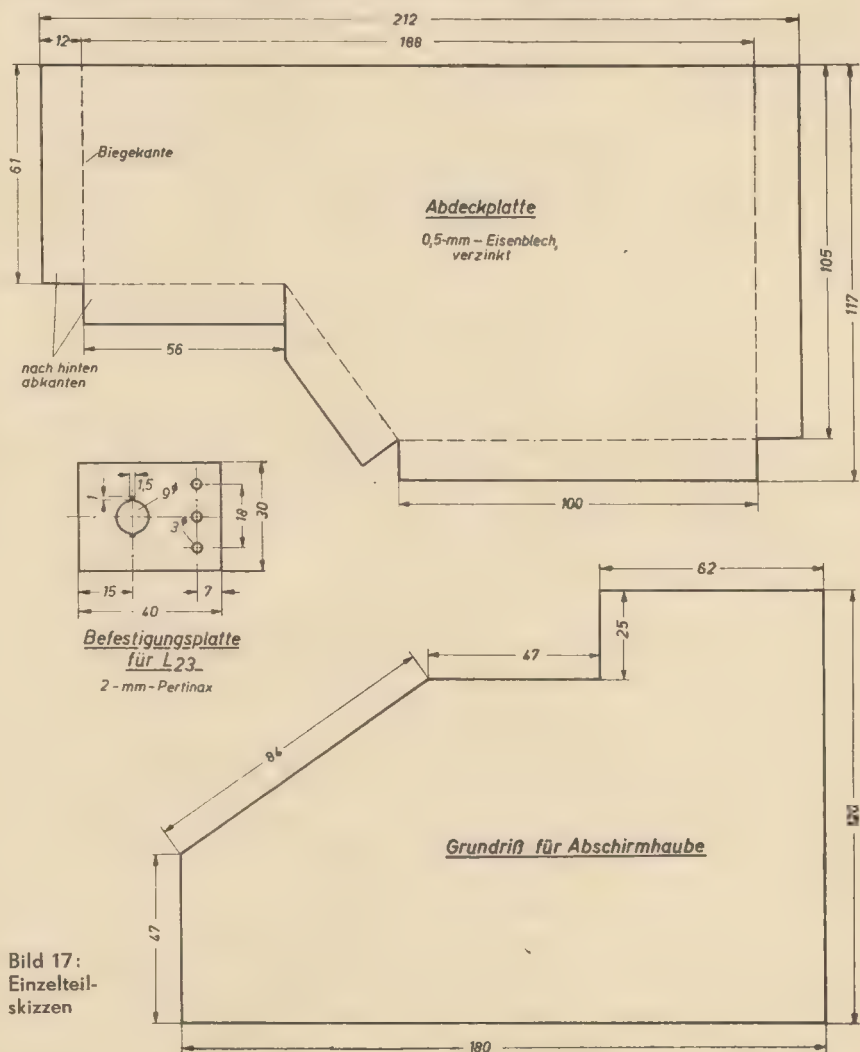 212
12
188
61
Biegekante
Abdeckplatte
0,5-mm – Eisenblech,
verzinkt
105
117
nach hinten
abkanten
56
100
1
1,5
9⌀
3⌀
18
30
15
7
40
Befestigungsplatte
für L23
2-mm-Pertinax
62
25
47
86
Grundriß für Abschirmhaube
120
47
180
Bild 17:
Einzelteil-
skizzen